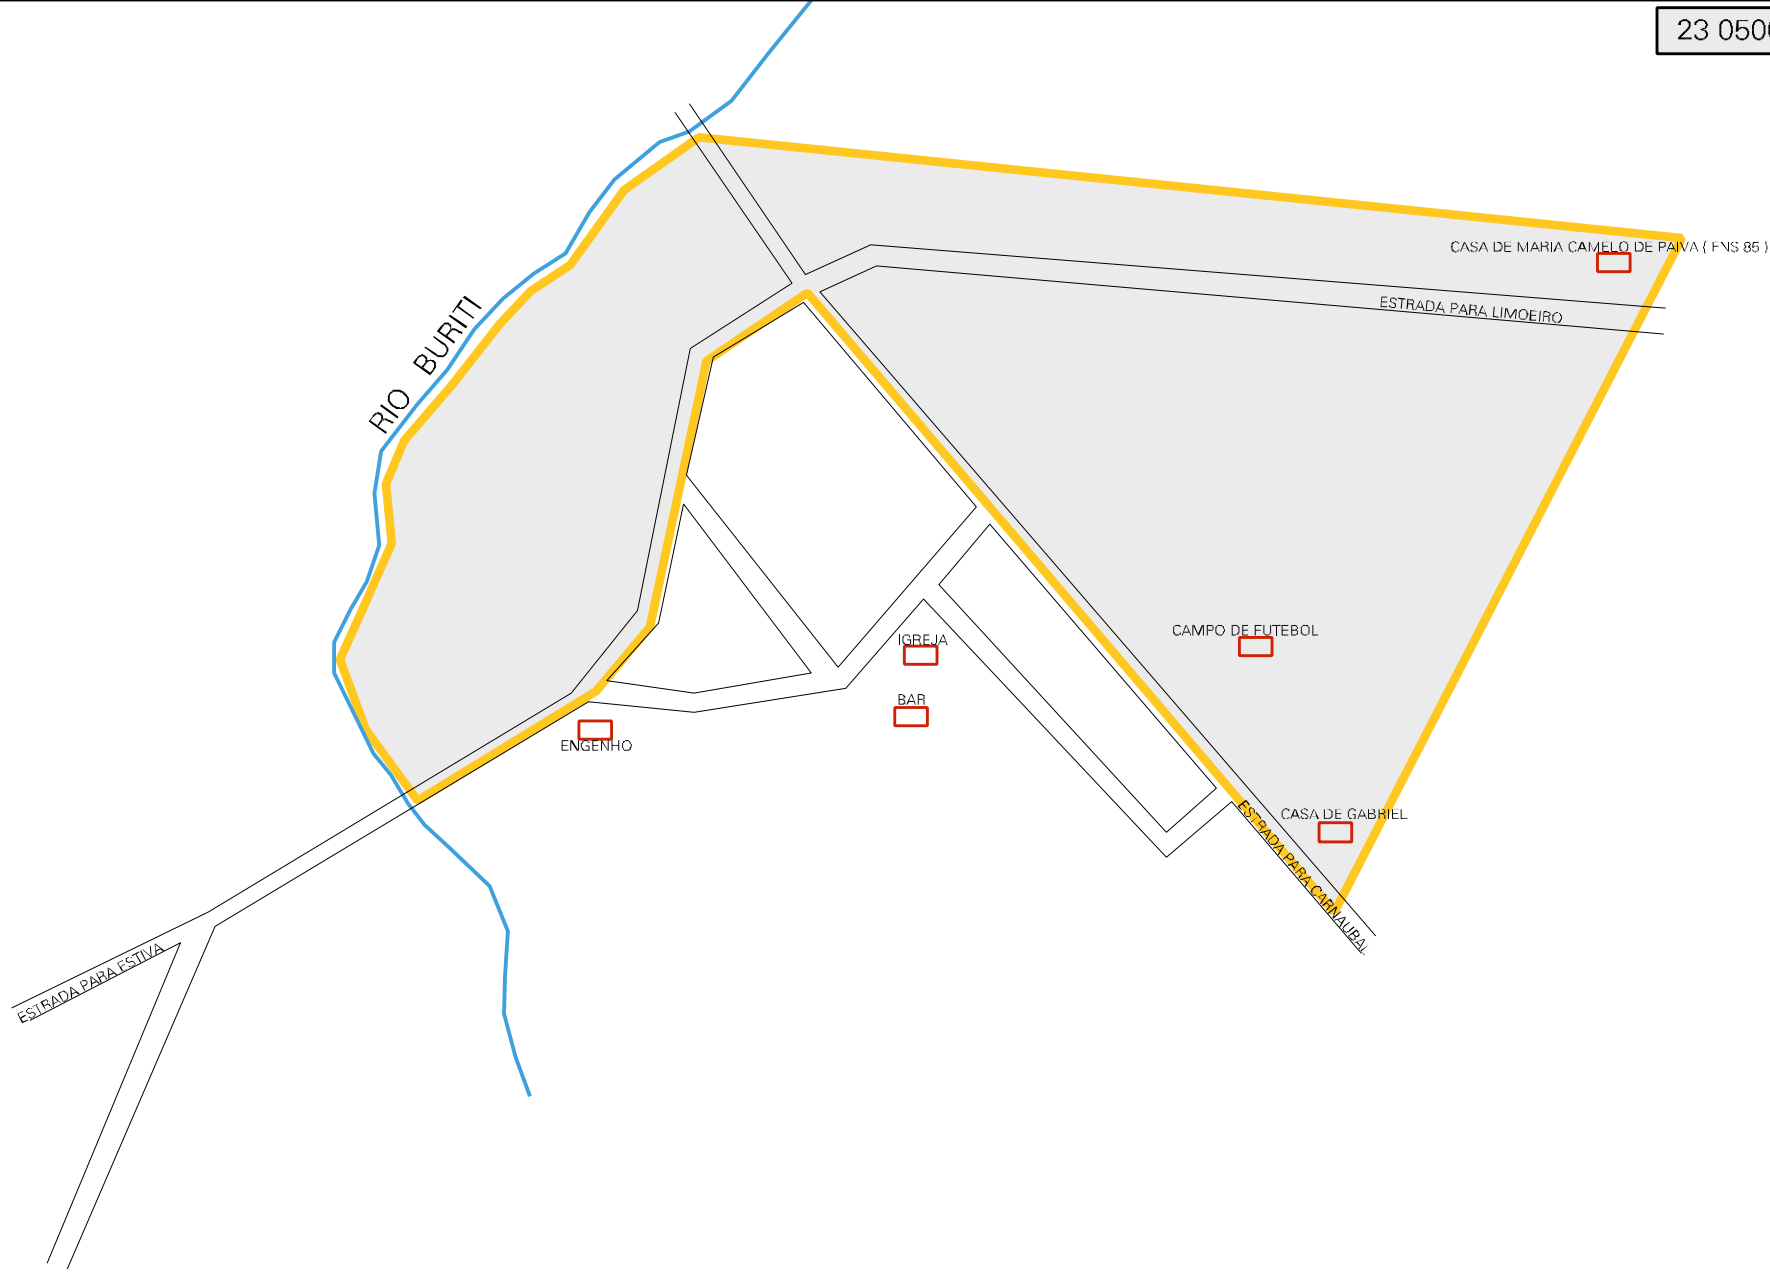 23 050
CASA DE MARIA CAMELO DE PAIVA ( FNS 85 )
ESTRADA PARA LIMOEIRO
RIO BURITI
CAMPO DE FUTEBOL
IGREJA
BAR
ENGENHO
CASA DE GABRIEL
ESTRADA PARA CARNAUBAL
ESTRADA PARA ESTIVA